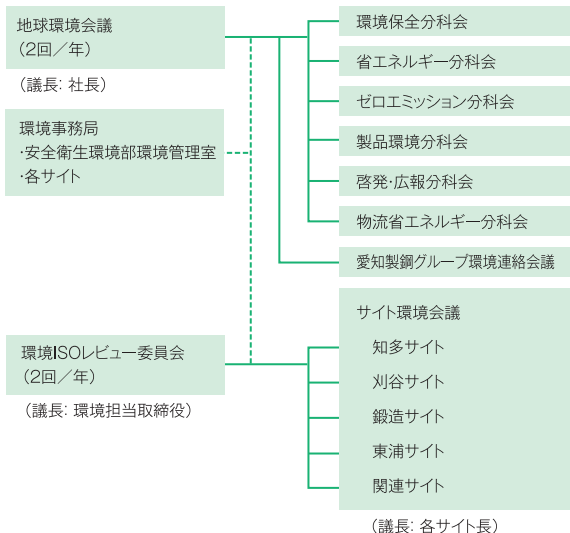 地球環境会議
（2回／年）
（議長: 社長）
環境事務局
・安全衛生環境部環境管理室
・各サイト
環境ISOレビュー委員会
（2回／年）
（議長: 環境担当取締役）
環境保全分科会
省エネルギー分科会
ゼロエミッション分科会
製品環境分科会
啓発・広報分科会
物流省エネルギー分科会
愛知製鋼グループ環境連絡会議
サイト環境会議
知多サイト
刈谷サイト
鍛造サイト
東浦サイト
関連サイト
（議長: 各サイト長）